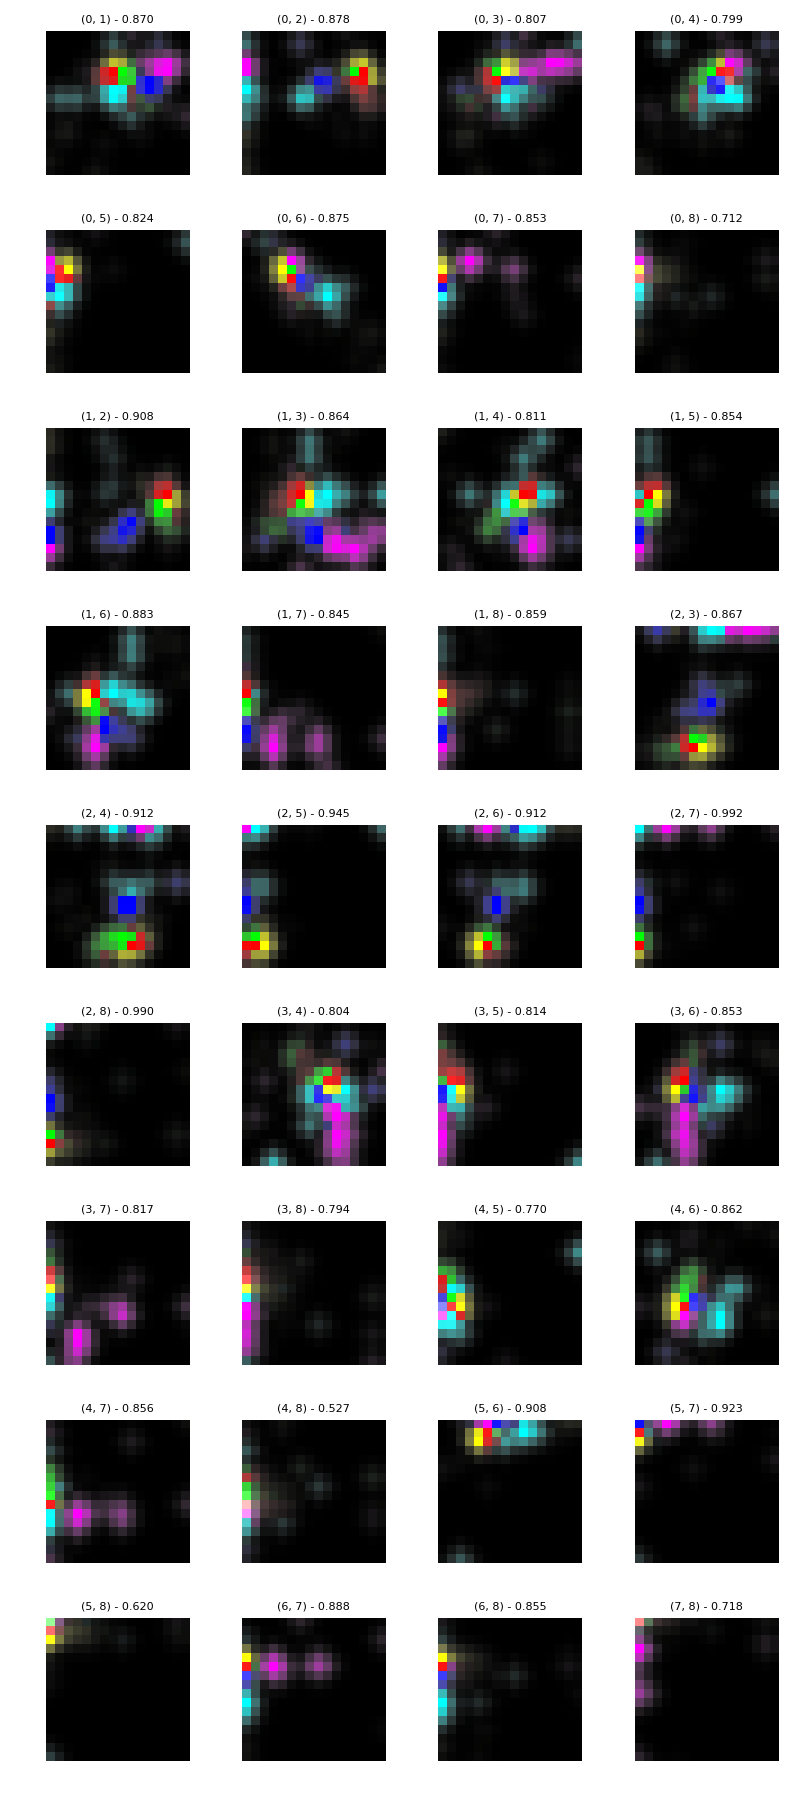 (0, 1) - 0.870 (0, 2) - 0.878 (0, 3) - 0.807 (0, 4) - 0.799
(0, 5) - 0.824 (0, 6) - 0.875 (0, 7) - 0.853 (0, 8) - 0.712
(1, 2) - 0.908 (1, 3) - 0.864 (1, 4) - 0.811 (1, 5) - 0.854
(1, 6) - 0.883 (1, 7) - 0.845 (1, 8) - 0.859 (2, 3) - 0.867
(2, 4) - 0.912 (2, 5) - 0.945 (2, 6) - 0.912 (2, 7) - 0.992
(2, 8) - 0.990 (3, 4) - 0.804 (3, 5) - 0.814 (3, 6) - 0.853
(3, 7) - 0.817 (3, 8) - 0.794 (4, 5) - 0.770 (4, 6) - 0.862
(4, 7) - 0.856 (4, 8) - 0.527 (5, 6) - 0.908 (5, 7) - 0.923
(5, 8) - 0.620 (6, 7) - 0.888 (6, 8) - 0.855 (7, 8) - 0.718